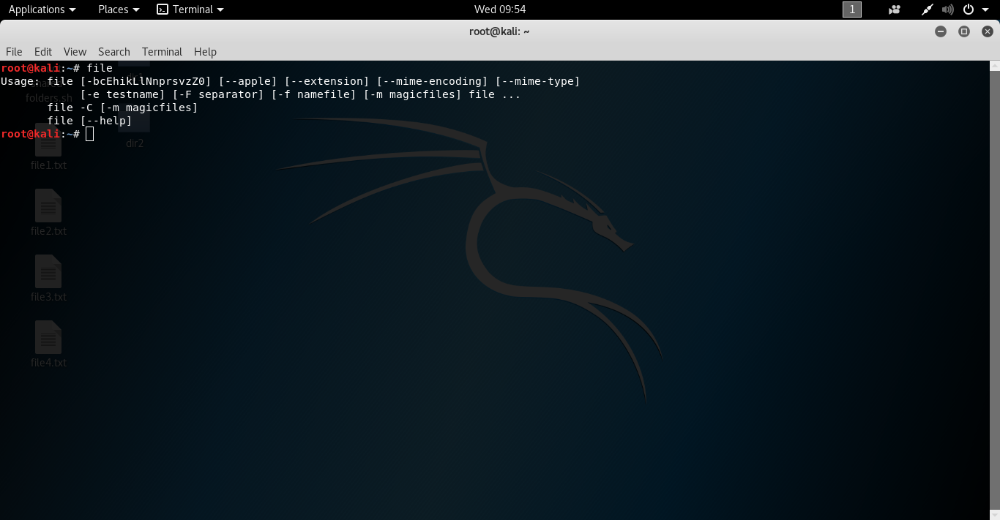 Applications Places Terminal Wed 09:54 1
root@kali: ~
File Edit View Search Terminal Help
root@kali:~# file
Usage: file [-bcEhikLlNnprsvzZ0] [--apple] [--extension] [--mime-encoding] [--mime-type]
            [-e testname] [-F separator] [-f namefile] [-m magicfiles] file ...
       file -C [-m magicfiles]
       file [--help]
root@kali:~#
folders.sh
dir2
file1.txt
file2.txt
file3.txt
file4.txt